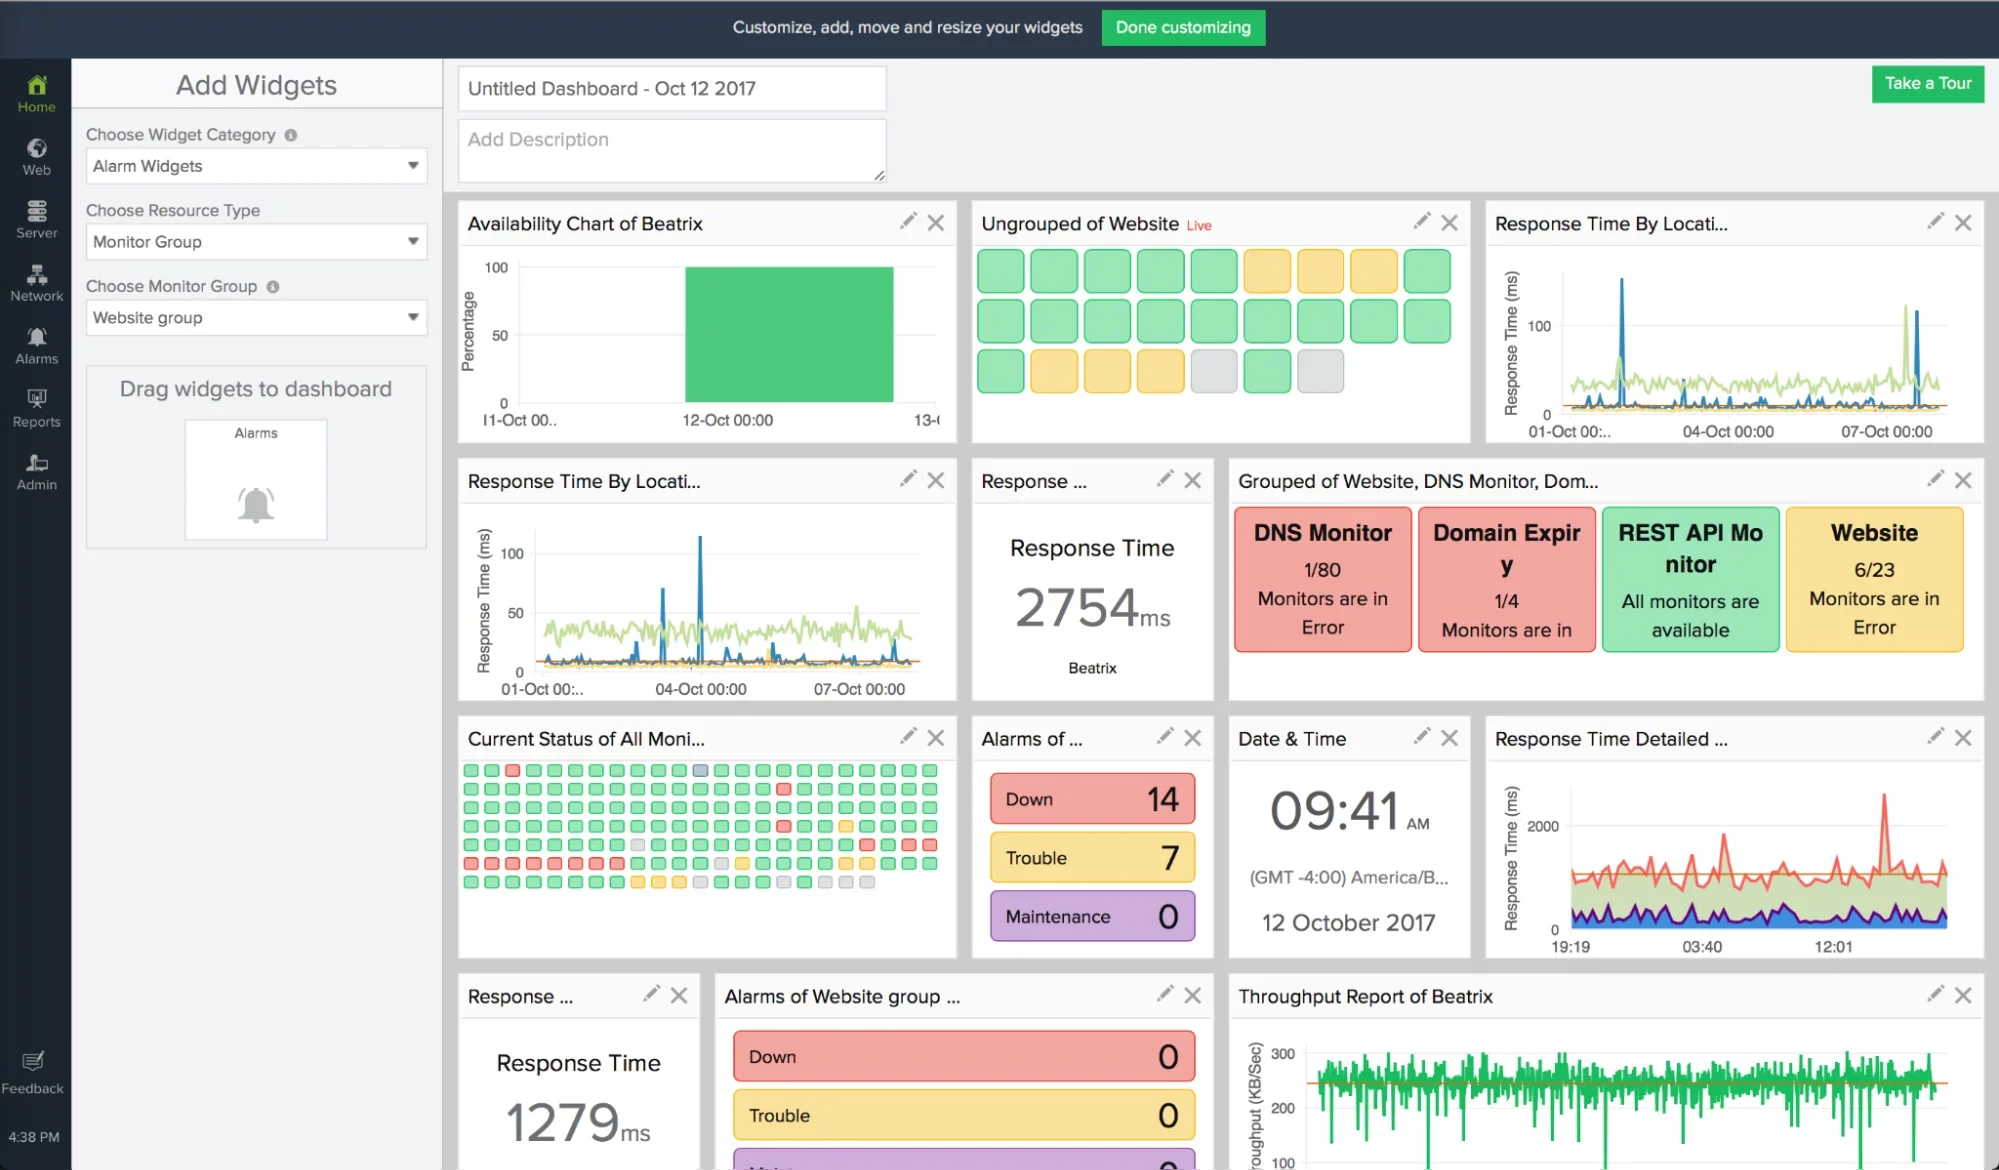 Customize, add, move and resize your widgets
Done customizing
Home
Web
Server
Network
Alarms
Reports
Admin
Feedback
4:38 PM
Add Widgets
Choose Widget Category
Alarm Widgets
Choose Resource Type
Monitor Group
Choose Monitor Group
Website group
Drag widgets to dashboard
Alarms
Untitled Dashboard - Oct 12 2017
Add Description
Take a Tour
Availability Chart of Beatrix
Percentage
100
50
0
11-Oct 00..
12-Oct 00:00
Ungrouped of Website Live
Response Time By Locati...
Response Time (ms)
100
0
01-Oct 00:..
04-Oct 00:00
07-Oct 00:00
Response Time By Locati...
Response Time (ms)
100
50
0
01-Oct 00:..
04-Oct 00:00
07-Oct 00:00
Response ...
Response Time
2754ms
Beatrix
Grouped of Website, DNS Monitor, Dom...
DNS Monitor
1/80
Monitors are in
Error
Domain Expir
y
1/4
Monitors are in
REST API Mo
nitor
All monitors are
available
Website
6/23
Monitors are in
Error
Current Status of All Moni...
Alarms of ...
Down 14
Trouble 7
Maintenance 0
Date & Time
09:41 AM
(GMT -4:00) America/B...
12 October 2017
Response Time Detailed ...
Response Time (ms)
2000
0
19:19
03:40
12:01
Response ...
Response Time
1279ms
Alarms of Website group ...
Down 0
Trouble 0
Throughput Report of Beatrix
roughput (KB/Sec)
300
200
100